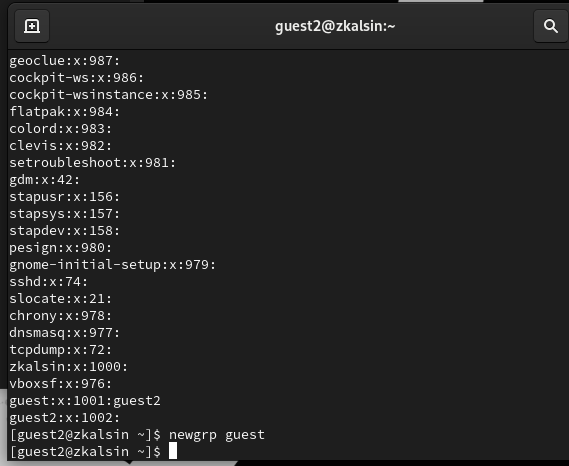 guest2@zkalsin:~
geoclue:x:987:
cockpit-ws:x:986:
cockpit-wsinstance:x:985:
flatpak:x:984:
colord:x:983:
clevis:x:982:
setroubleshoot:x:981:
gdm:x:42:
stapusr:x:156:
stapsys:x:157:
stapdev:x:158:
pesign:x:980:
gnome-initial-setup:x:979:
sshd:x:74:
slocate:x:21:
chrony:x:978:
dnsmasq:x:977:
tcpdump:x:72:
zkalsin:x:1000:
vboxsf:x:976:
guest:x:1001:guest2
guest2:x:1002:
[guest2@zkalsin ~]$ newgrp guest
[guest2@zkalsin ~]$